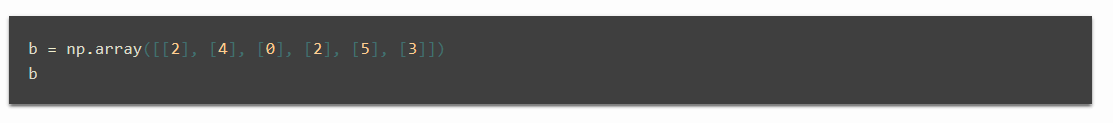 b = np.array([[2], [4], [0], [2], [5], [3]])
b